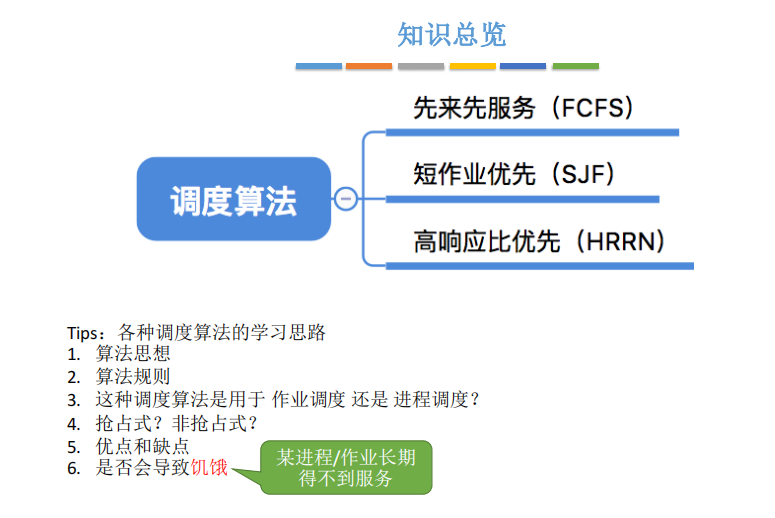 知识总览
调度算法
先来先服务（FCFS）
短作业优先（SJF）
高响应比优先（HRRN）
Tips：各种调度算法的学习思路
1. 算法思想
2. 算法规则
3. 这种调度算法是用于 作业调度 还是 进程调度？
4. 抢占式？非抢占式？
5. 优点和缺点
6. 是否会导致饥饿
某进程/作业长期
得不到服务